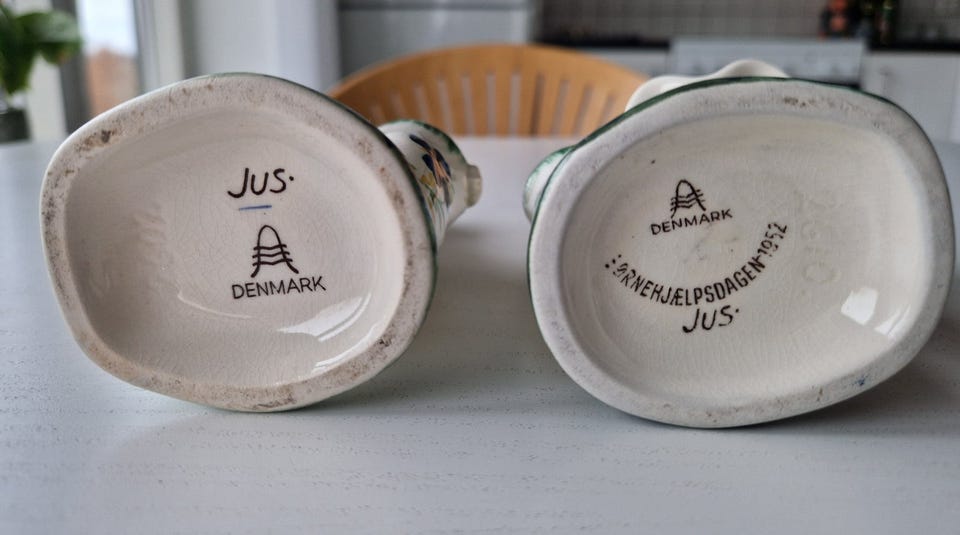 JUS.
DENMARK
DENMARK
BØRNEHJÆLPSDAGEN·1952
JUS.